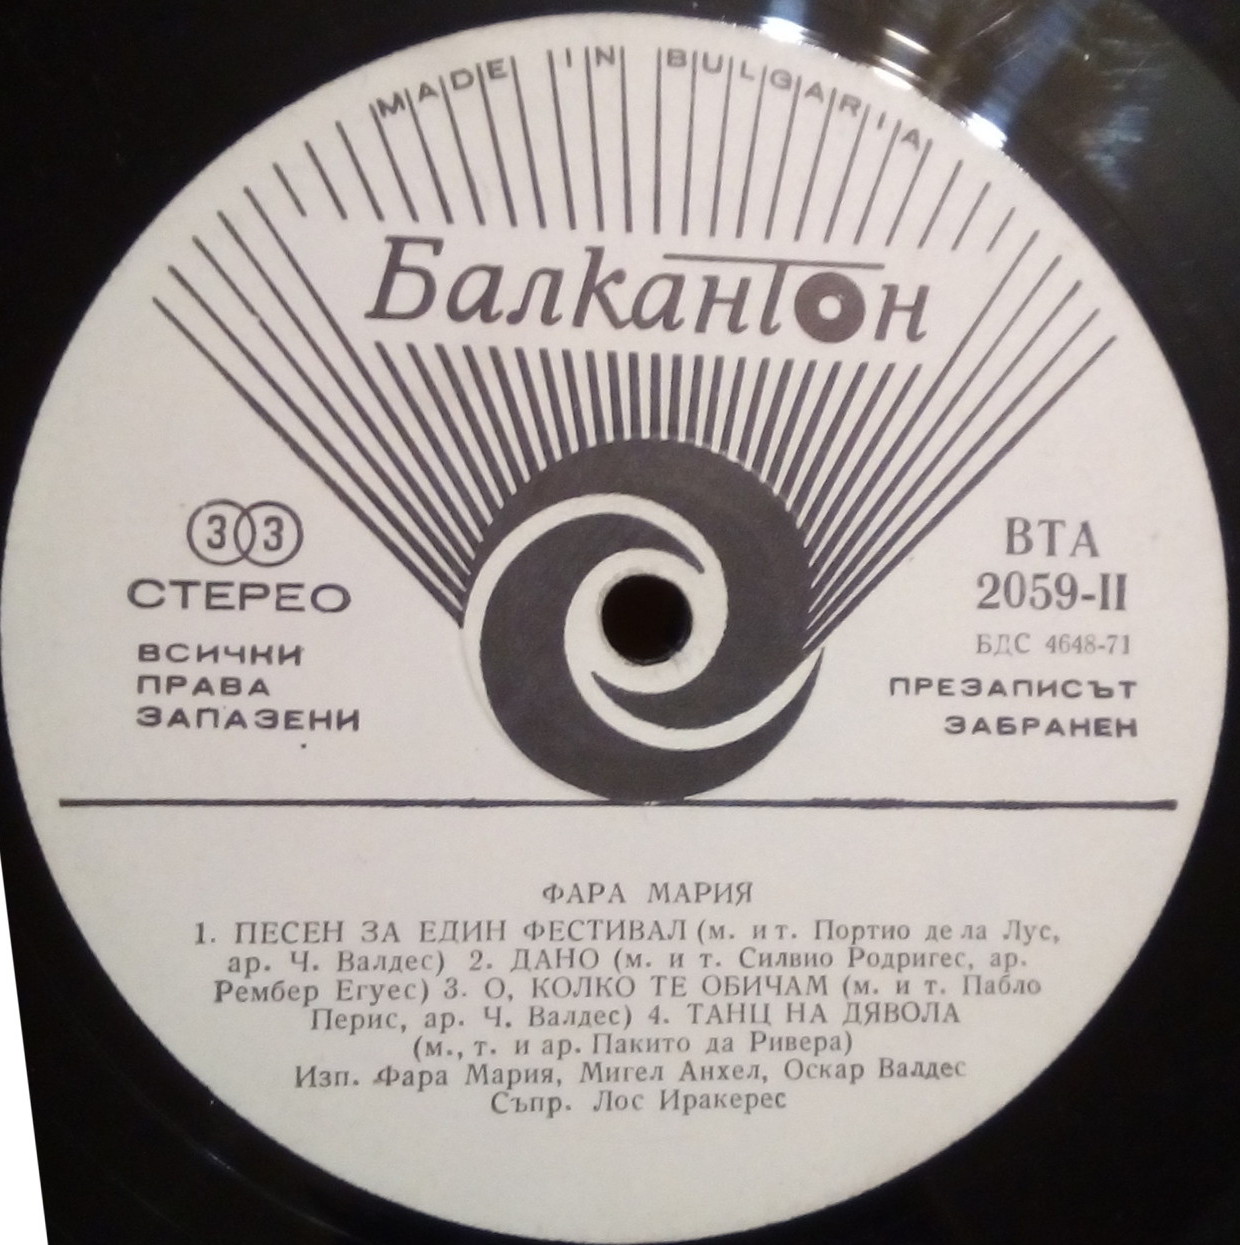 MADE IN BULGARIA
Балкантон
33
СТЕРЕО
ВСИЧКИ
ПРАВА
ЗАПАЗЕНИ
ВТА
2059-II
БДС 4648-71
ПРЕЗАПИСЪТ
ЗАБРАНЕН
ФАРА МАРИЯ
1. ПЕСЕН ЗА ЕДИН ФЕСТИВАЛ (м. и т. Портио де ла Лус,
ар. Ч. Валдес) 2. ДАНО (м. и т. Силвио Родригес, ар.
Рембер Егуес) 3. О, КОЛКО ТЕ ОБИЧАМ (м. и т. Пабло
Перис, ар. Ч. Валдес) 4. ТАНЦ НА ДЯВОЛА
(м., т. и ар. Пакито да Ривера)
Изп. Фара Мария, Мигел Анхел, Оскар Валдес
Съпр. Лос Иракерес